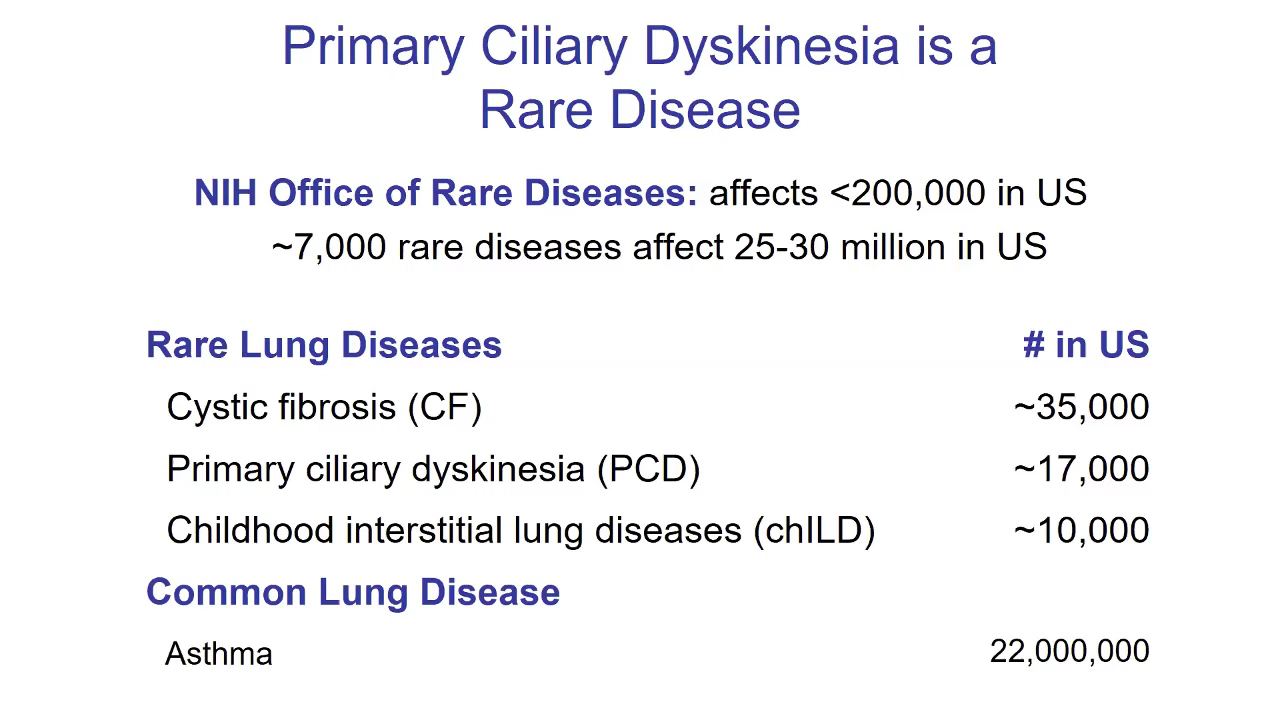 Primary Ciliary Dyskinesia is a
Rare Disease
NIH Office of Rare Diseases: affects <200,000 in US
~7,000 rare diseases affect 25-30 million in US
Rare Lung Diseases # in US
Cystic fibrosis (CF) ~35,000
Primary ciliary dyskinesia (PCD) ~17,000
Childhood interstitial lung diseases (chILD) ~10,000
Common Lung Disease
Asthma 22,000,000